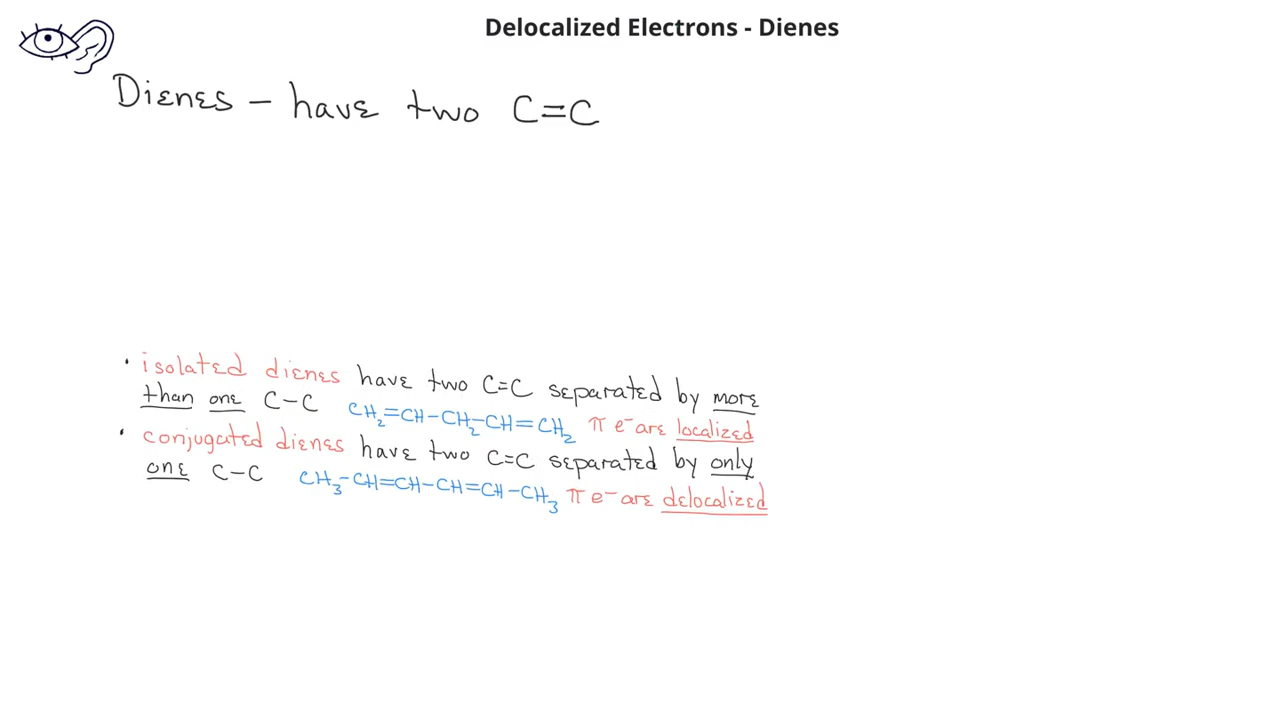 Delocalized Electrons - Dienes
Dienes – have two C=C
• isolated dienes have two C=C separated by more
than one C–C CH₂=CH–CH₂–CH=CH₂ π e⁻ are localized
• conjugated dienes have two C=C separated by only
one C–C CH₃–CH=CH–CH=CH–CH₃ π e⁻ are delocalized